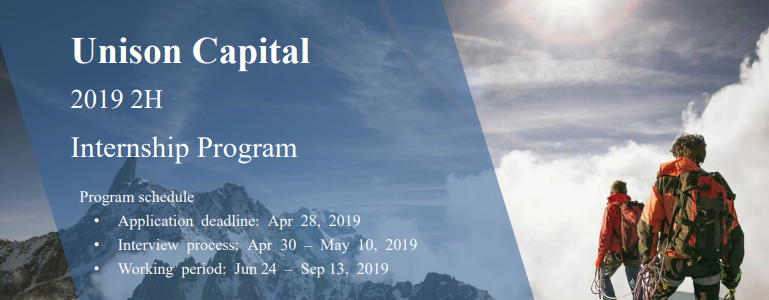 Unison Capital
2019 2H
Internship Program
Program schedule
• Application deadline: Apr 28, 2019
• Interview process: Apr 30 – May 10, 2019
• Working period: Jun 24 – Sep 13, 2019